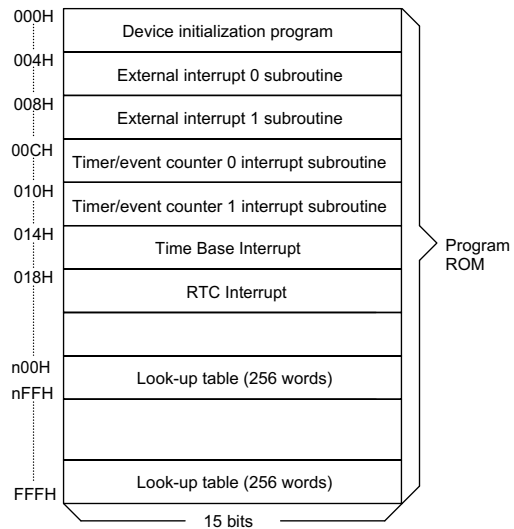 000H
Device initialization program
004H
External interrupt 0 subroutine
008H
External interrupt 1 subroutine
00CH
Timer/event counter 0 interrupt subroutine
010H
Timer/event counter 1 interrupt subroutine
014H
Time Base Interrupt
018H
RTC Interrupt
Program
ROM
n00H
Look-up table (256 words)
nFFH
Look-up table (256 words)
FFFH
15 bits